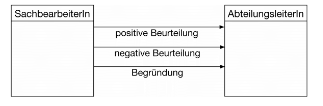 SachbearbeiterIn
AbteilungsleiterIn
positive Beurteilung
negative Beurteilung
Begründung